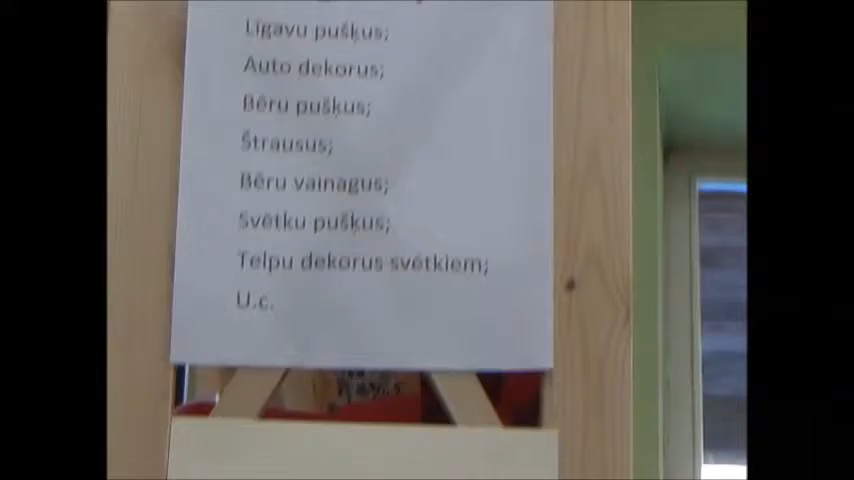 Līgavu pušķus;
Auto dekorus;
Bēru pušķus;
Štrausus;
Bēru vainagus;
Svētku pušķus;
Telpu dekorus svētkiem;
U.c.